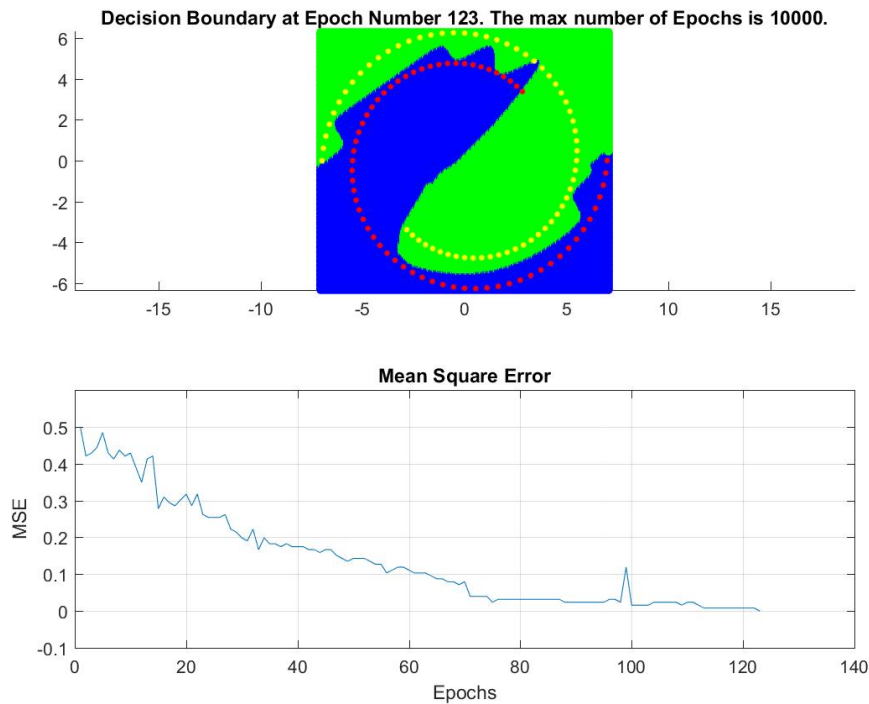 Decision Boundary at Epoch Number 123. The max number of Epochs is 10000.
6
4
2
0
-2
-4
-6
-15 -10 -5 0 5 10 15
Mean Square Error
0.5
0.4
0.3
0.2
0.1
0
-0.1
MSE
0 20 40 60 80 100 120 140
Epochs